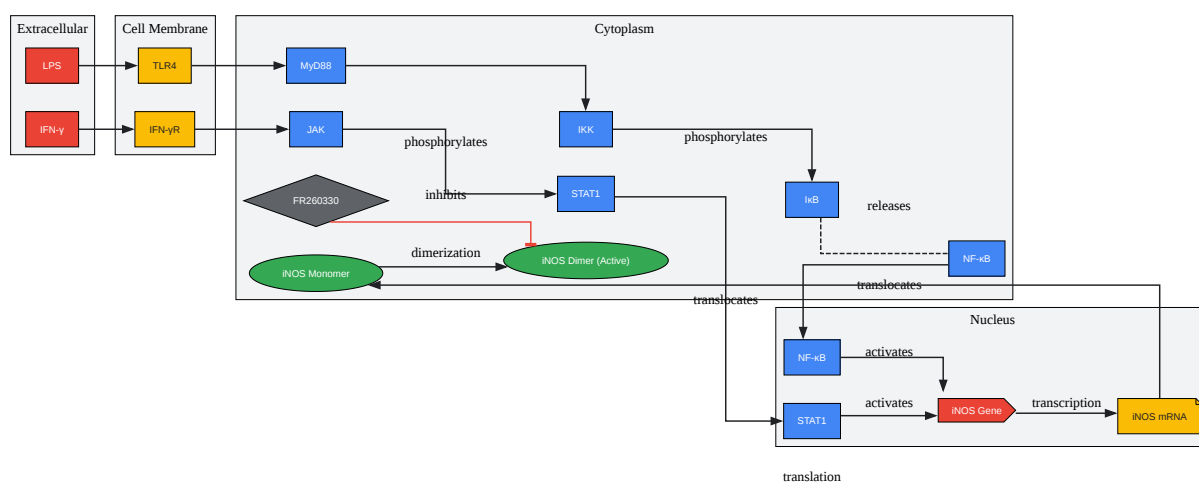 Extracellular
Cell Membrane
Cytoplasm
LPS
TLR4
MyD88
IFN-γ
IFN-γR
JAK
phosphorylates
IKK
phosphorylates
FR260330
inhibits
STAT1
IκB
releases
iNOS Monomer
dimerization
iNOS Dimer (Active)
NF-κB
translocates
translocates
Nucleus
NF-κB
activates
STAT1
activates
iNOS Gene
transcription
iNOS mRNA
translation